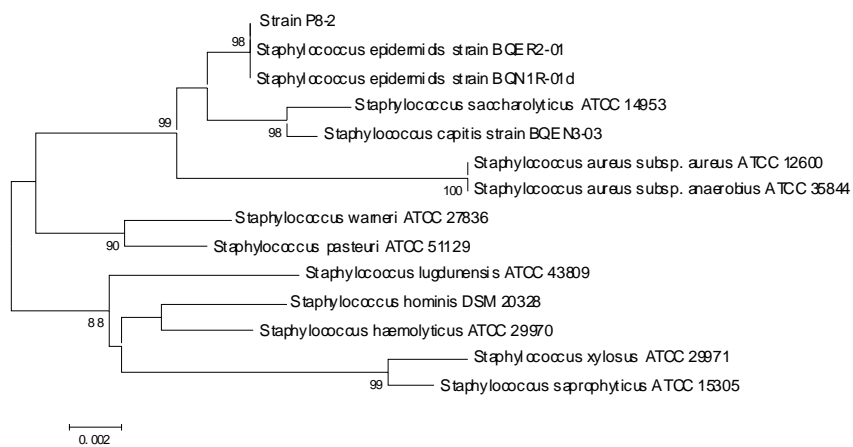 Strain P8-2
98
Staphylococcus epidermidis strain BQER2-01
Staphylococcus epidermidis strain BQN1R-01d
Staphylococcus saccharolyticus ATCC 14953
99
98
Staphylococcus capitis strain BQEN3-03
Staphylococcus aureus subsp. aureus ATCC 12600
100
Staphylococcus aureus subsp. anaerobius ATCC 35844
Staphylococcus warneri ATCC 27836
90
Staphylococcus pasteuri ATCC 51129
Staphylococcus lugdunensis ATCC 43809
Staphylococcus hominis DSM 20328
88
Staphylococcus haemolyticus ATCC 29970
Staphylococcus xylosus ATCC 29971
99
Staphylococcus saprophyticus ATCC 15305
0.002